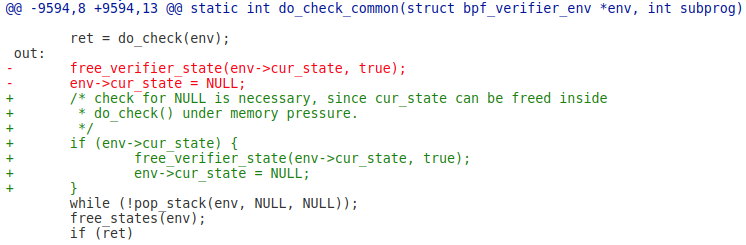 @@ -9594,8 +9594,13 @@ static int do_check_common(struct bpf_verifier_env *env, int subprog)

        ret = do_check(env);
 out:
-       free_verifier_state(env->cur_state, true);
-       env->cur_state = NULL;
+       /* check for NULL is necessary, since cur_state can be freed inside
+        * do_check() under memory pressure.
+        */
+       if (env->cur_state) {
+               free_verifier_state(env->cur_state, true);
+               env->cur_state = NULL;
+       }
        while (!pop_stack(env, NULL, NULL));
        free_states(env);
        if (ret)